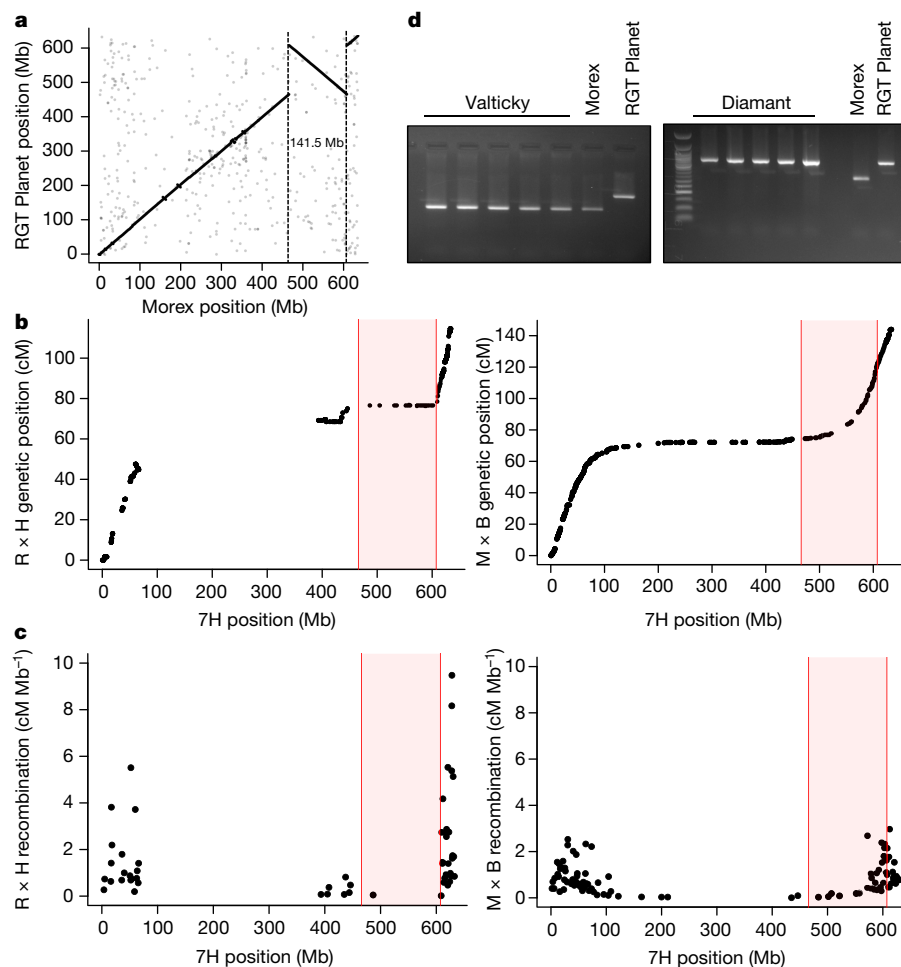 a
RGT Planet position (Mb)
600
500
400
300
200
100
0
141.5 Mb
0 100 200 300 400 500 600
Morex position (Mb)
d
Valticky
Morex
RGT Planet
Diamant
Morex
RGT Planet
b
R × H genetic position (cM)
100
80
60
40
20
0
0 100 200 300 400 500 600
7H position (Mb)
M × B genetic position (cM)
140
120
100
80
60
40
20
0
0 100 200 300 400 500 600
7H position (Mb)
c
R × H recombination (cM Mb⁻¹)
10
8
6
4
2
0
0 100 200 300 400 500 600
7H position (Mb)
M × B recombination (cM Mb⁻¹)
10
8
6
4
2
0
0 100 200 300 400 500 600
7H position (Mb)